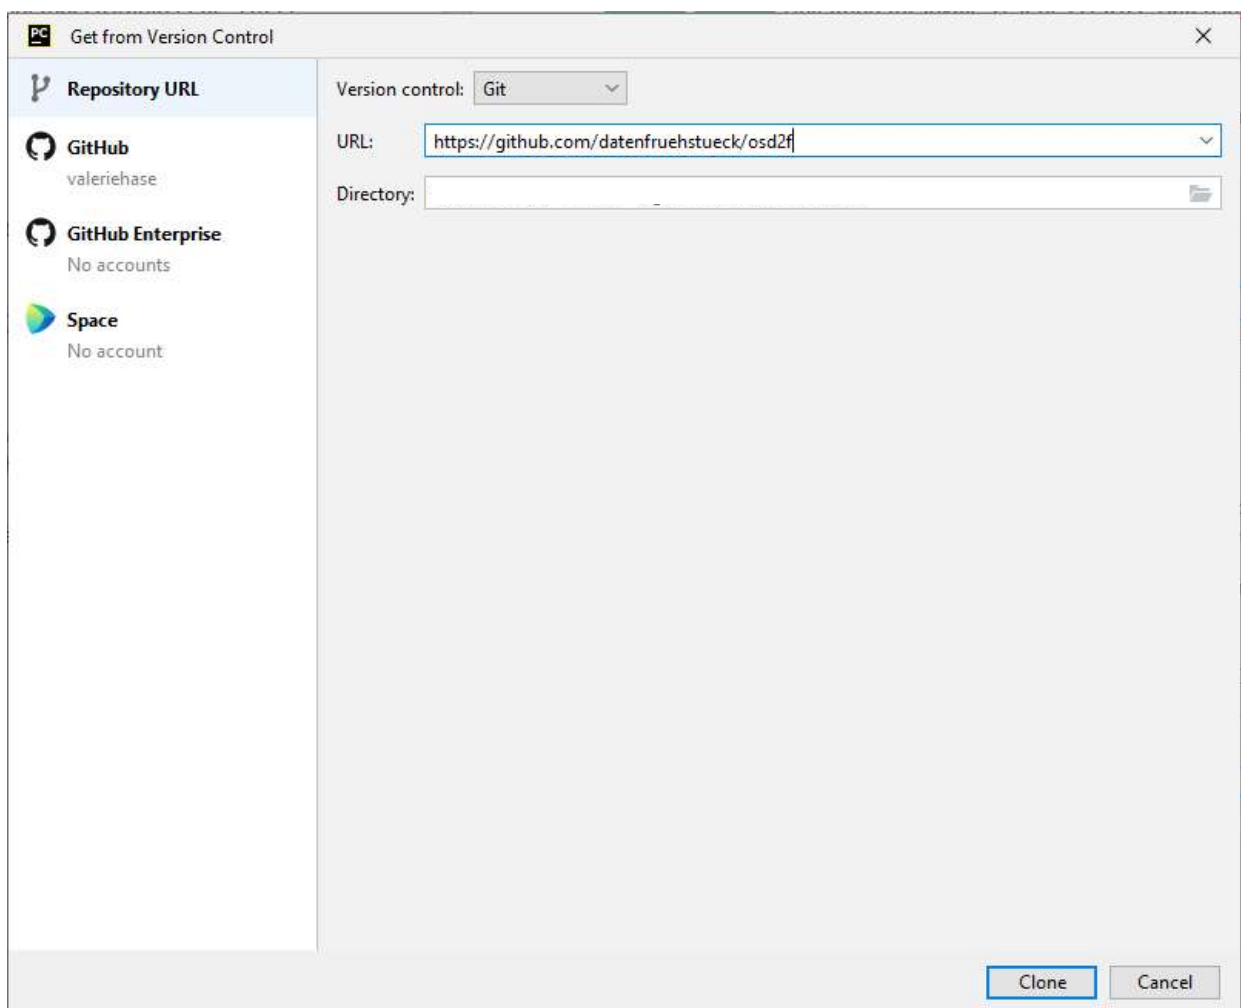 PC Get from Version Control
Repository URL
GitHub
valeriehase
GitHub Enterprise
No accounts
Space
No account
Version control: Git
URL: https://github.com/datenfruehstueck/osd2f
Directory:
Clone Cancel